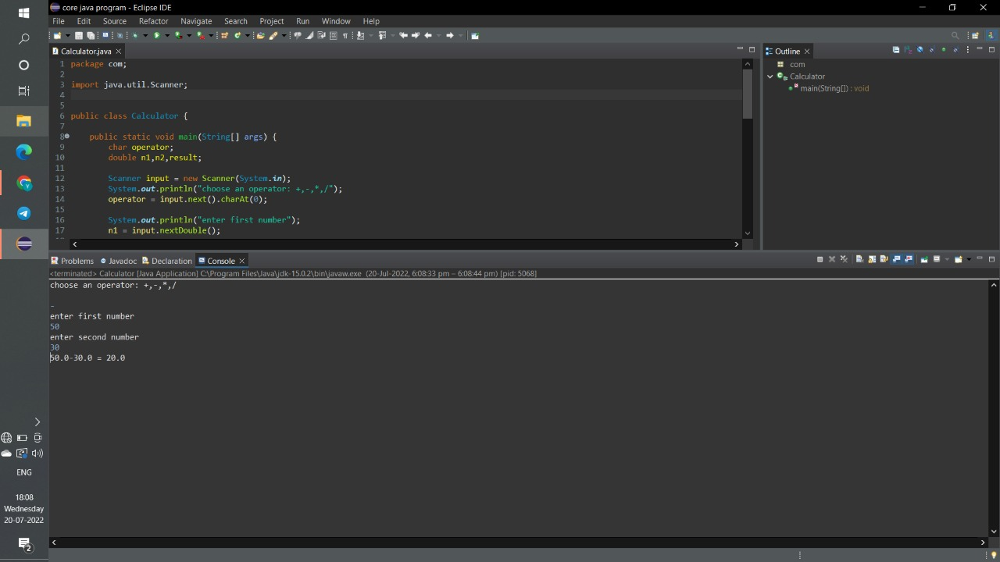 core java program - Eclipse IDE
File Edit Source Refactor Navigate Search Project Run Window Help
Calculator.java
1 package com;
2
3 import java.util.Scanner;
4
5
6 public class Calculator {
7
8 public static void main(String[] args) {
9 char operator;
10 double n1,n2,result;
11
12 Scanner input = new Scanner(System.in);
13 System.out.println("choose an operator: +,-,*,/");
14 operator = input.next().charAt(0);
15
16 System.out.println("enter first number");
17 n1 = input.nextDouble();
Outline
com
Calculator
main(String[]) : void
Problems Javadoc Declaration Console
<terminated> Calculator [Java Application] C:\Program Files\Java\jdk-15.0.2\bin\javaw.exe (20-Jul-2022, 6:08:33 pm – 6:08:44 pm) [pid: 5068]
choose an operator: +,-,*,/
-
enter first number
50
enter second number
30
50.0-30.0 = 20.0
ENG
18:08
Wednesday
20-07-2022
2